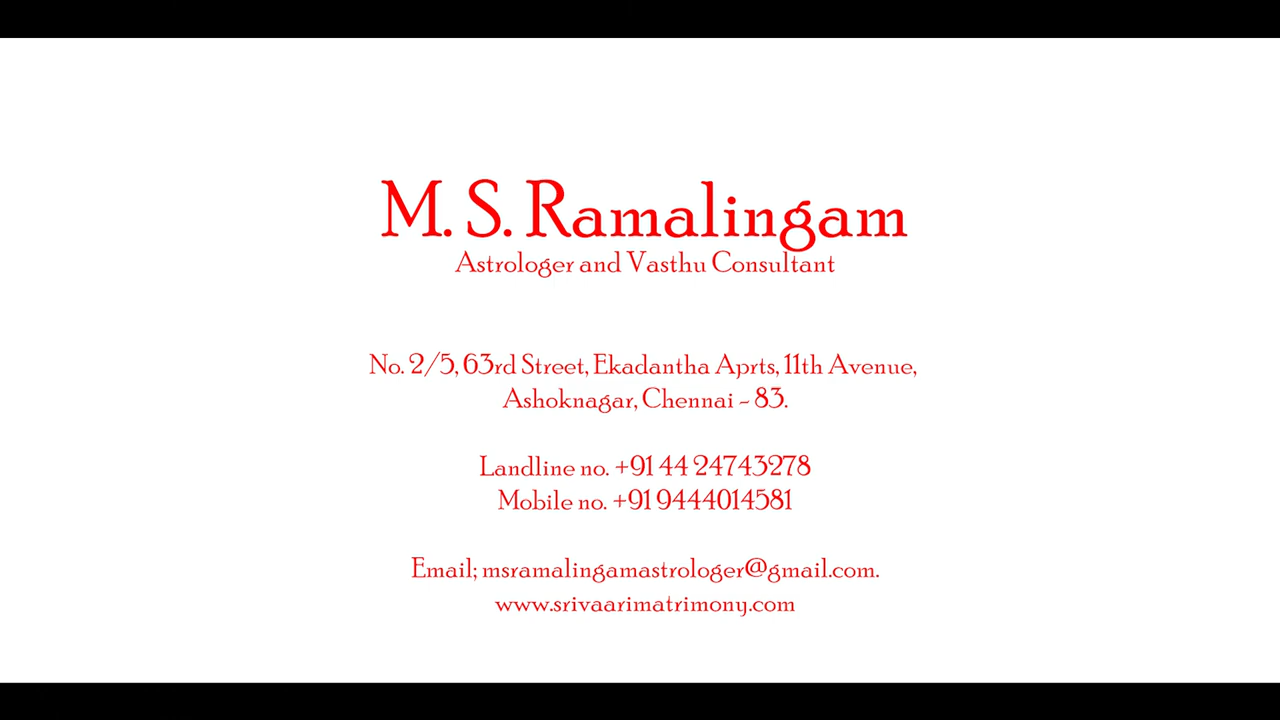 M. S. Ramalingam
Astrologer and Vasthu Consultant
No. 2/5, 63rd Street, Ekadantha Aprts, 11th Avenue,
Ashoknagar, Chennai - 83.
Landline no. +91 44 24743278
Mobile no. +91 9444014581
Email; msramalingamastrologer@gmail.com.
www.srivaarimatrimony.com